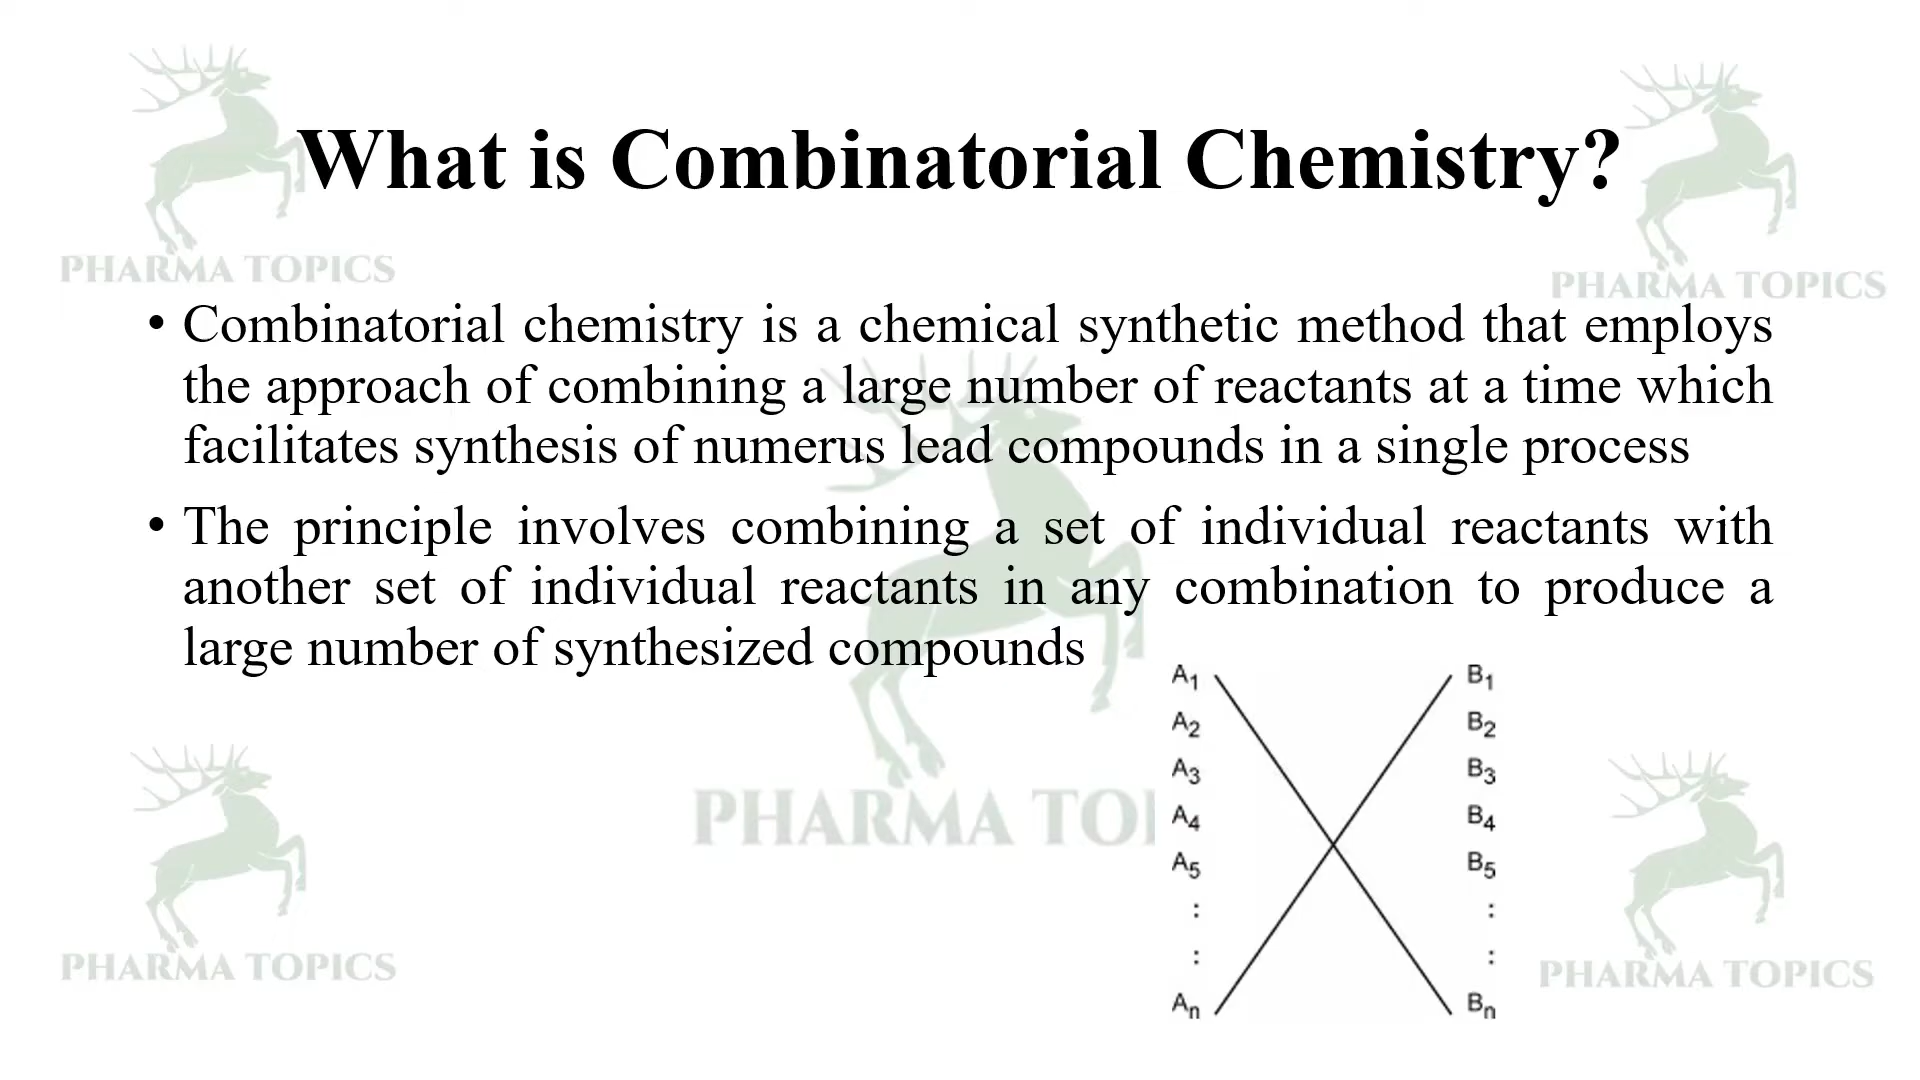 What is Combinatorial Chemistry?
PHARMA TOPICS
PHARMA TOPICS
• Combinatorial chemistry is a chemical synthetic method that employs
the approach of combining a large number of reactants at a time which
facilitates synthesis of numerus lead compounds in a single process
• The principle involves combining a set of individual reactants with
another set of individual reactants in any combination to produce a
large number of synthesized compounds
PHARMA TO
A1 B1
A2 B2
A3 B3
A4 B4
A5 B5
: :
: :
An Bn
PHARMA TOPICS
PHARMA TOPICS